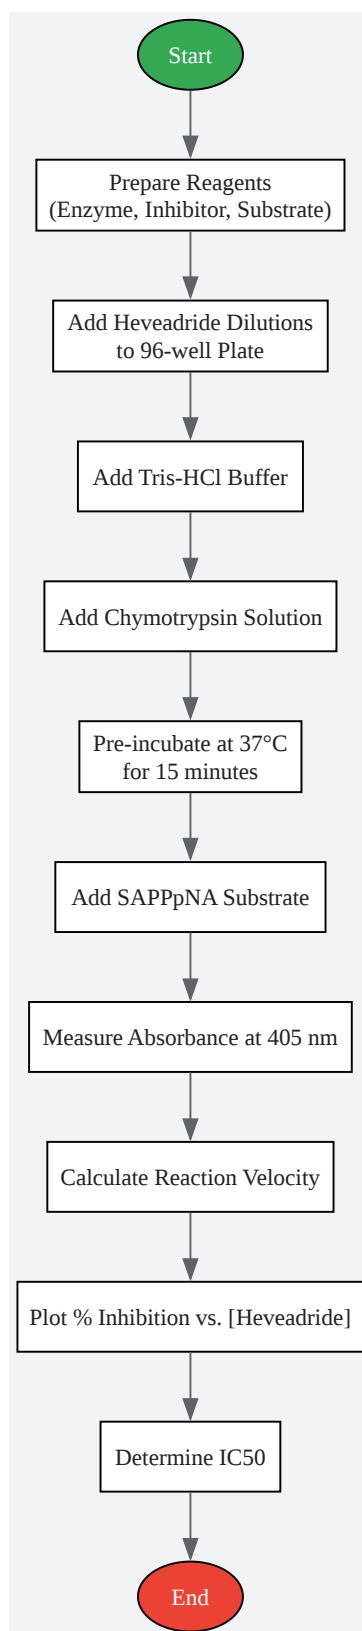 Start
Prepare Reagents
(Enzyme, Inhibitor, Substrate)
Add Heveadride Dilutions
to 96-well Plate
Add Tris-HCl Buffer
Add Chymotrypsin Solution
Pre-incubate at 37°C
for 15 minutes
Add SAPPpNA Substrate
Measure Absorbance at 405 nm
Calculate Reaction Velocity
Plot % Inhibition vs. [Heveadride]
Determine IC50
End